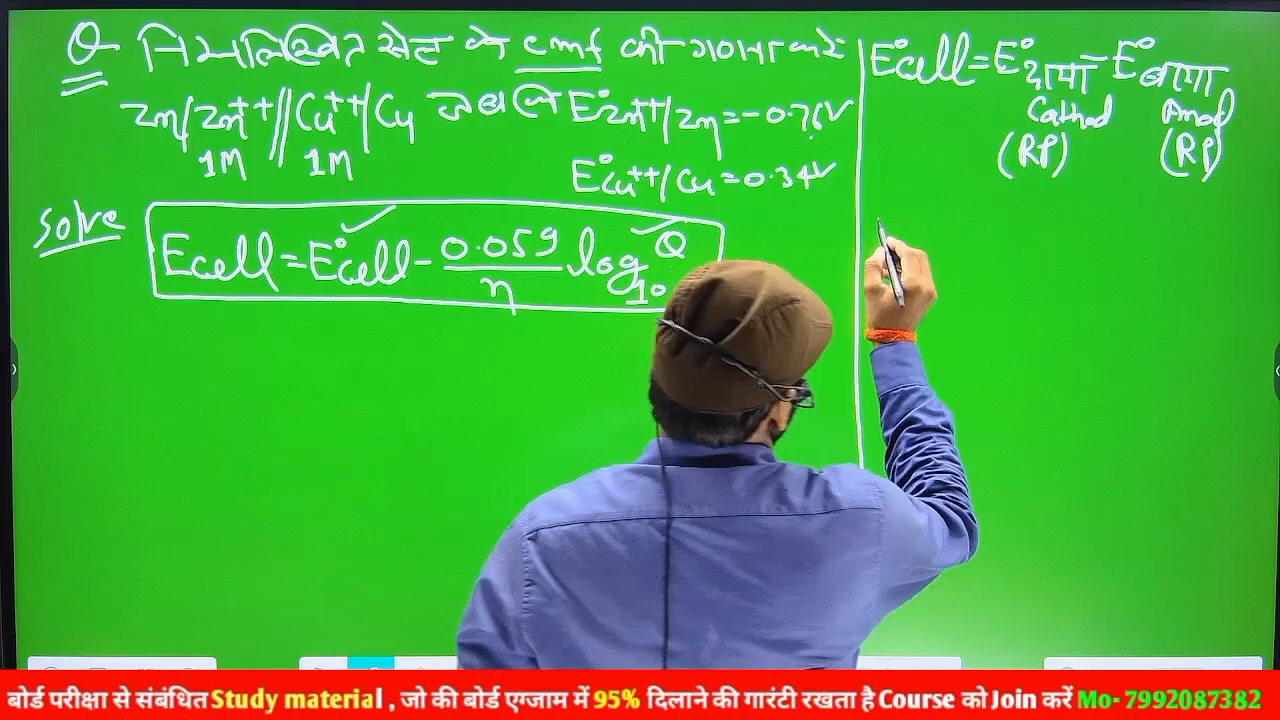 Q निम्नलिखित सेल के emf की गणना करें
Zn/Zn++//Cu++/Cu जबकि E°Zn++/Zn=-0.76V
1M 1M
E°Cu++/Cu=0.34V
Solve
Ecell=E°cell-0.059/n log10 Q
E°cell=E°दायां-E°बायां
Cathod Anod
(RP) (RP)
बोर्ड परीक्षा से संबंधित Study material , जो की बोर्ड एग्जाम में 95% दिलाने की गारंटी रखता है Course को Join करें Mo- 7992087382